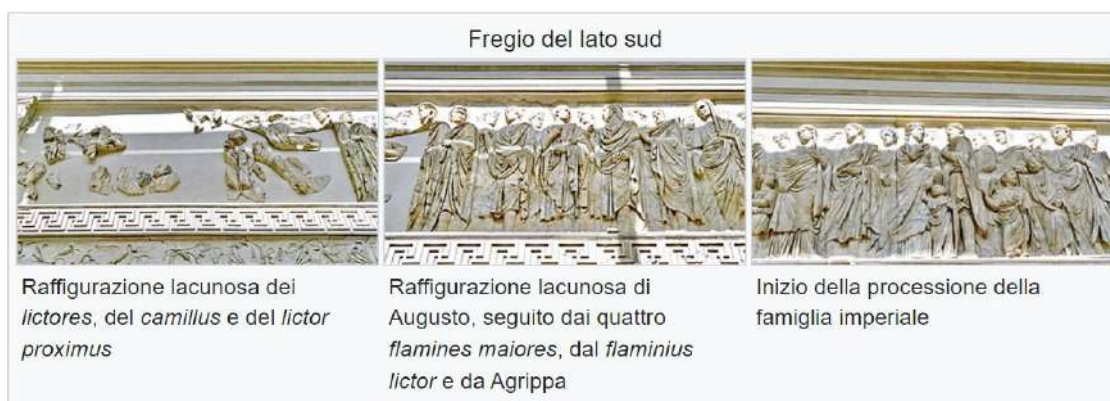 Fregio del lato sud
Raffigurazione lacunosa dei
lictores, del camillus e del lictor
proximus
Raffigurazione lacunosa di
Augusto, seguito dai quattro
flamines maiores, dal flaminius
lictor e da Agrippa
Inizio della processione della
famiglia imperiale